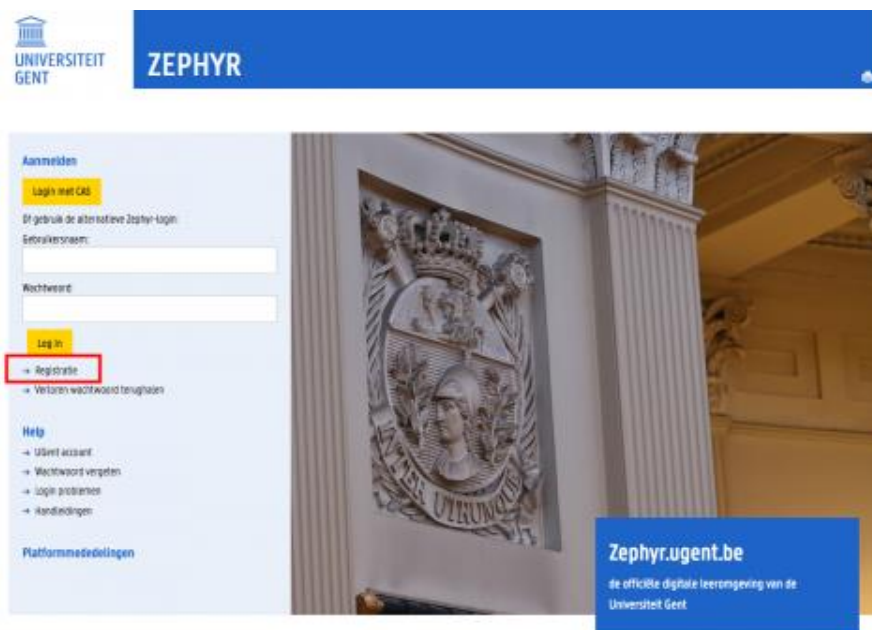 UNIVERSITEIT
GENT
ZEPHYR
Aanmelden
Login met CAS
Of gebruik de alternatieve Zephyr-login:
Gebruikersnaam:
Wachtwoord:
Log in
→ Registratie
→ Verloren wachtwoord terughalen
Help
→ UGent account
→ Wachtwoord vergeten
→ Login problemen
→ Handleidingen
Platformmededelingen
INTER UTRUMQUE
Zephyr.ugent.be
de officiële digitale leeromgeving van de
Universiteit Gent